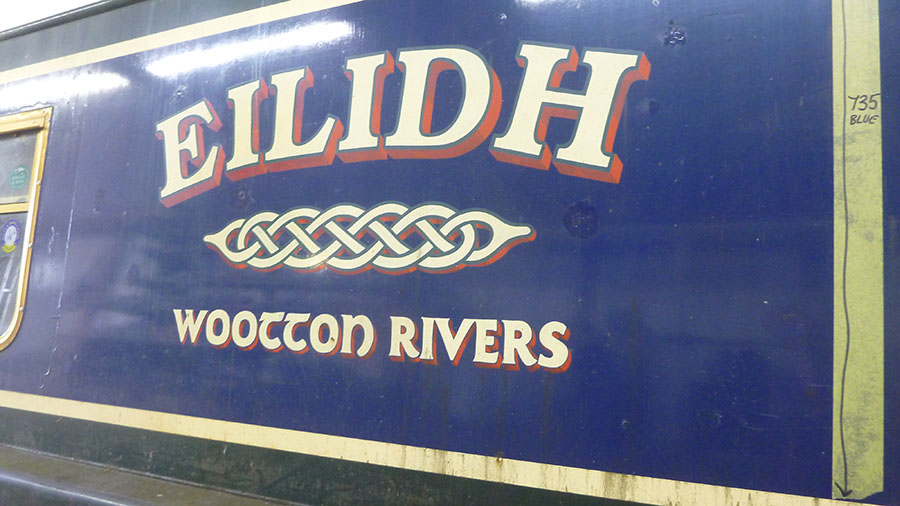 EILIDH
WOOTTON RIVERS
735
BLUE